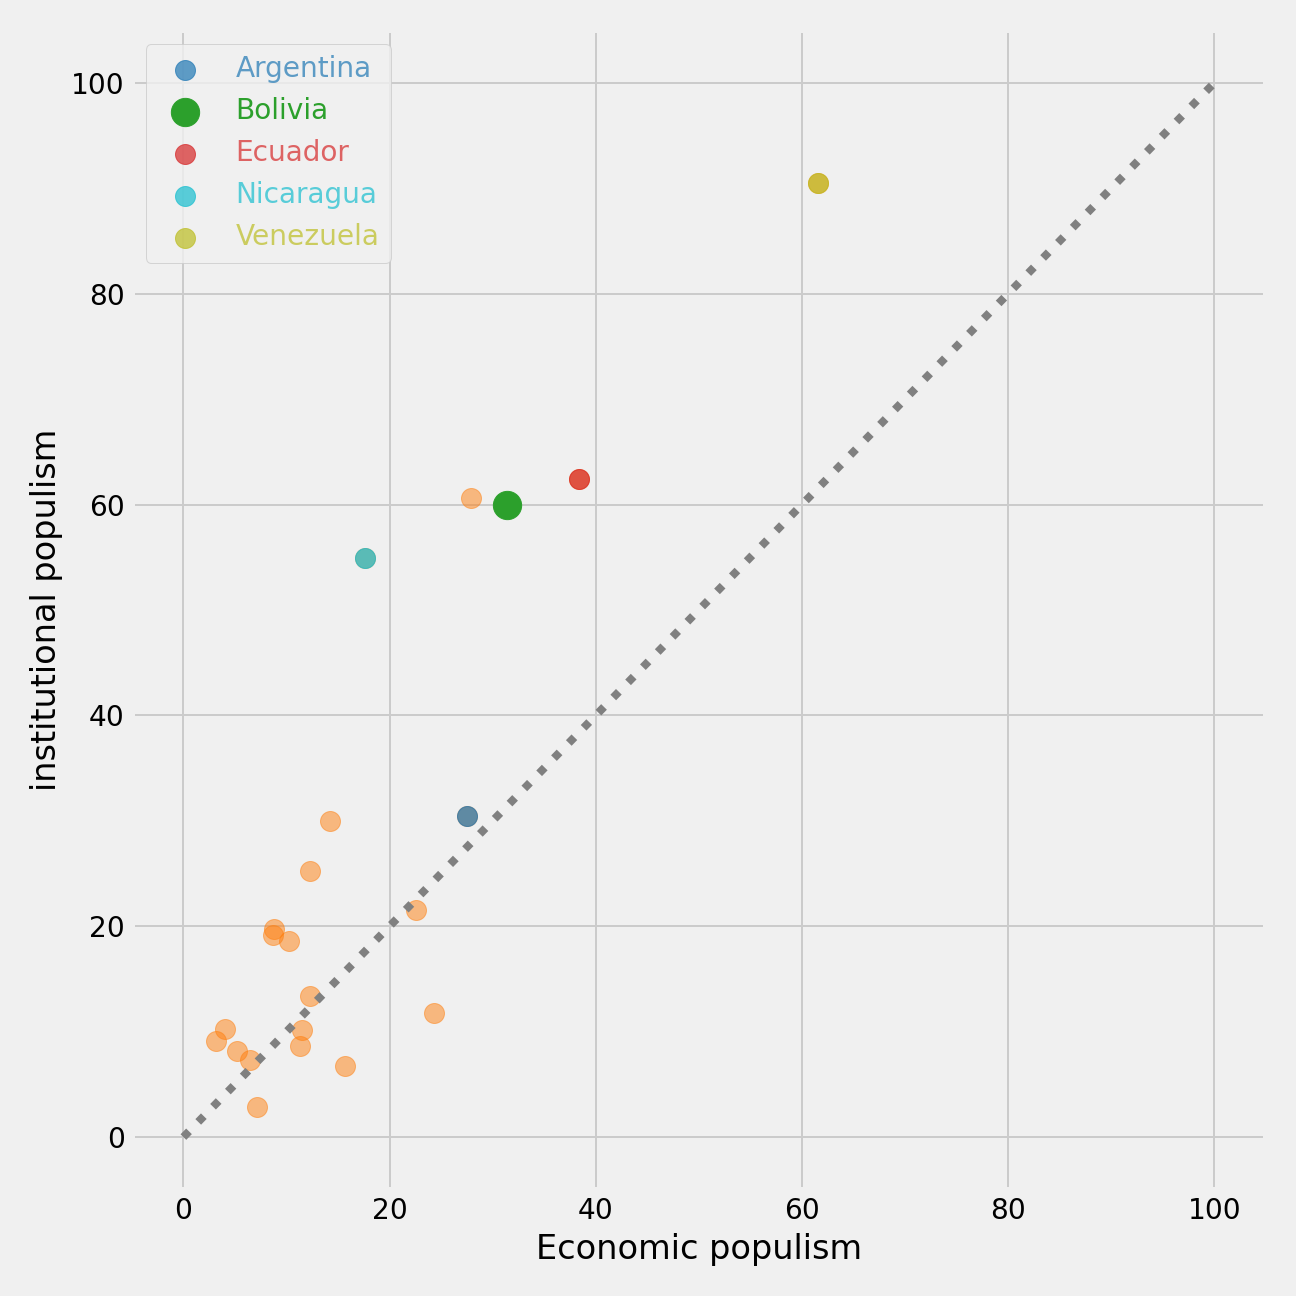 Argentina
Bolivia
Ecuador
Nicaragua
Venezuela
100
80
60
40
20
0
institutional populism
0 20 40 60 80 100
Economic populism